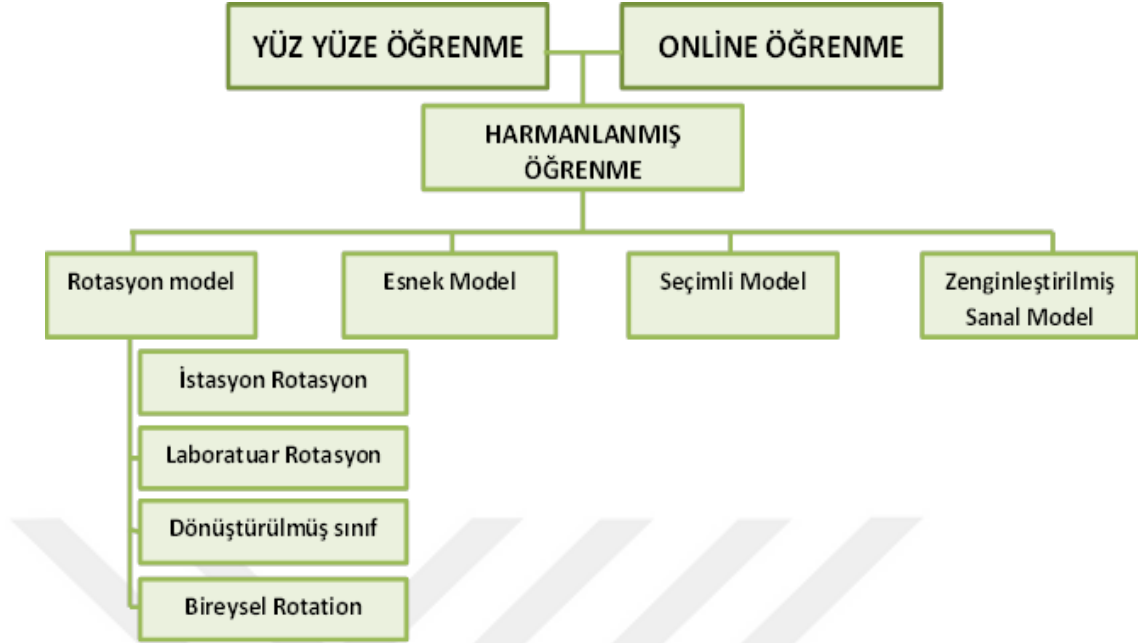 YÜZ YÜZE ÖĞRENME
ONLİNE ÖĞRENME
HARMANLANMIŞ
ÖĞRENME
Rotasyon model
Esnek Model
Seçimli Model
Zenginleştirilmiş
Sanal Model
İstasyon Rotasyon
Laboratuar Rotasyon
Dönüştürülmüş sınıf
Bireysel Rotation